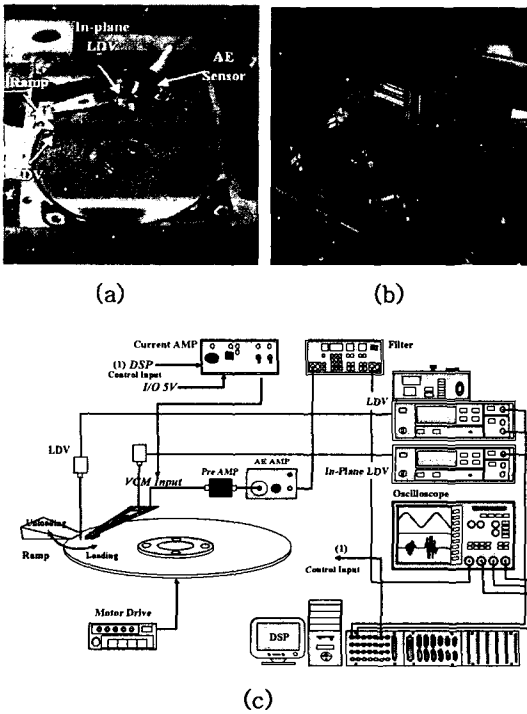 In-plane
LDV
AE
Sensor
Ramp
LDV
(a)
(b)
Current AMP
Filter
(1) DSP
Control Input
I/O 5V
LDV
LDV
AE AMP
Pre AMP
In-Plane LDV
VCM Input
Oscilloscope
Unloading
Ramp
Loading
(1)
Control Input
Motor Drive
DSP
(c)